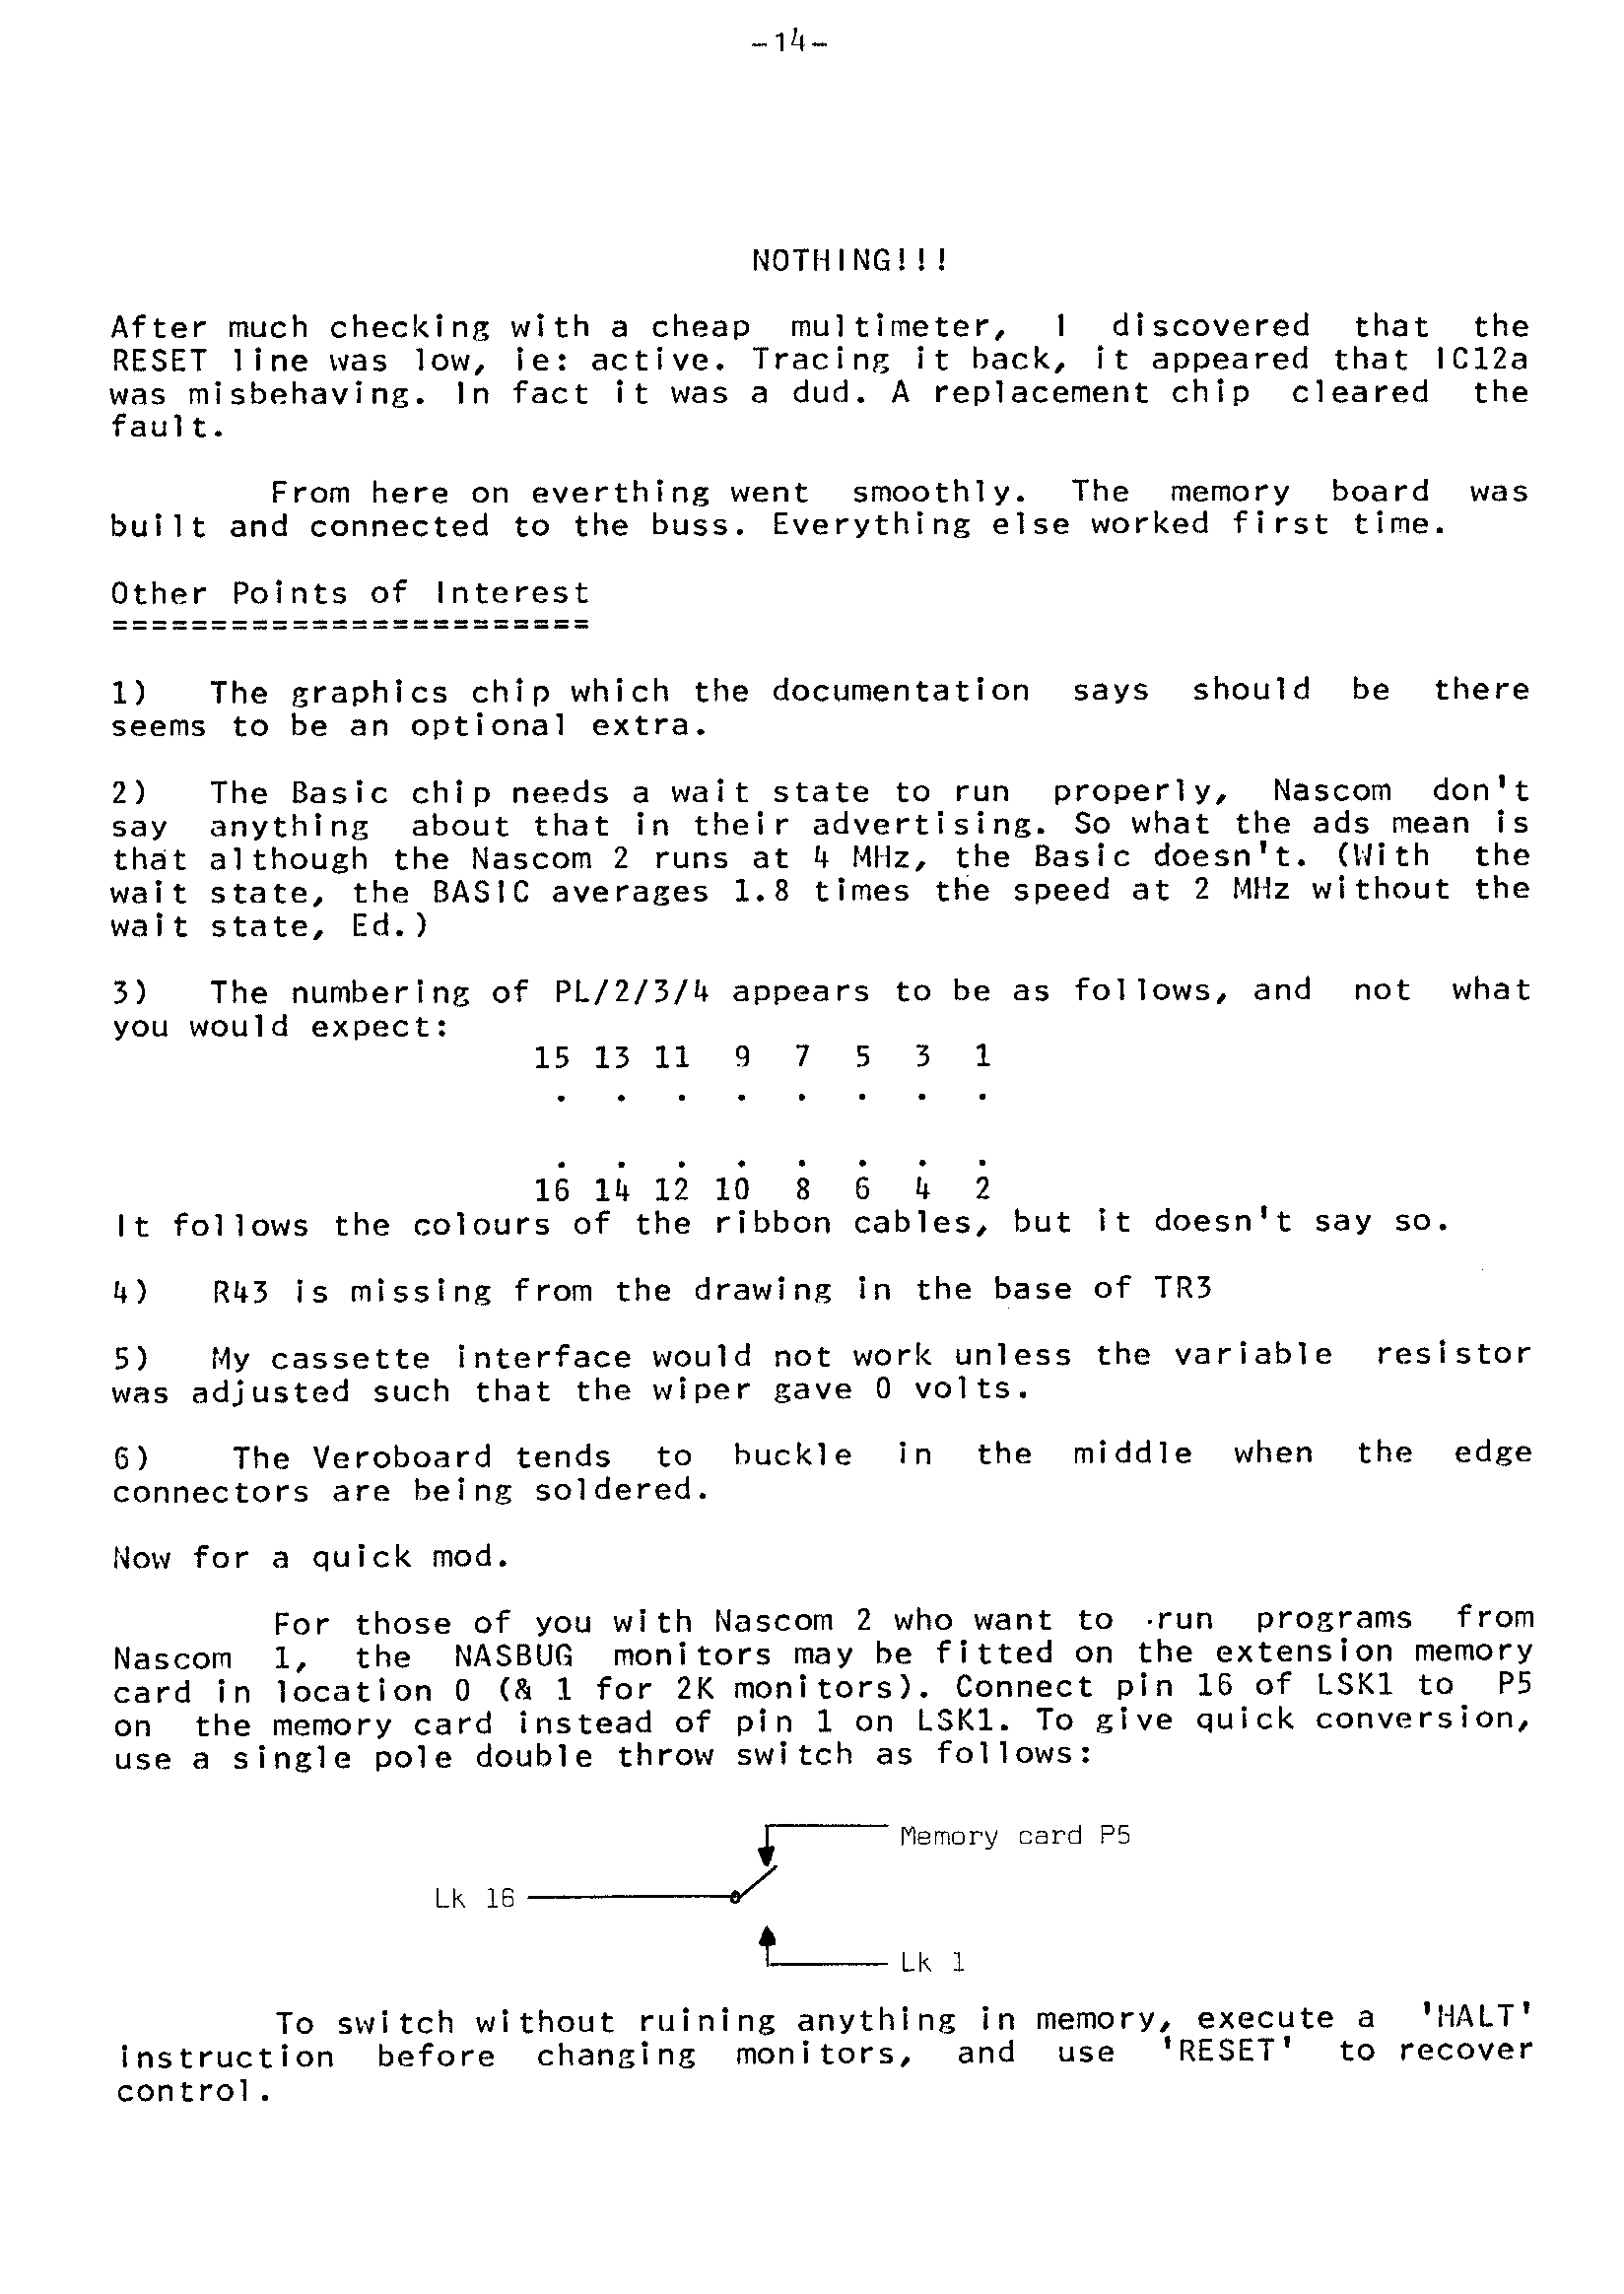 -14-
NOTHING!!!
After much checking with a cheap multimeter, I discovered that the
RESET line was low, ie: active. Tracing it back, it appeared that IC12a
was misbehaving. In fact it was a dud. A replacement chip cleared the
fault.
From here on everthing went smoothly. The memory board was
built and connected to the buss. Everything else worked first time.
Other Points of Interest
========================
1) The graphics chip which the documentation says should be there
seems to be an optional extra.
2) The Basic chip needs a wait state to run properly, Nascom don't
say anything about that in their advertising. So what the ads mean is
that although the Nascom 2 runs at 4 MHz, the Basic doesn't. (With the
wait state, the BASIC averages 1.8 times the speed at 2 MHz without the
wait state, Ed.)
3) The numbering of PL/2/3/4 appears to be as follows, and not what
you would expect:
15 13 11 9 7 5 3 1
. . . . . . . .
. . . . . . . .
16 14 12 10 8 6 4 2
It follows the colours of the ribbon cables, but it doesn't say so.
4) R43 is missing from the drawing in the base of TR3
5) My cassette interface would not work unless the variable resistor
was adjusted such that the wiper gave 0 volts.
6) The Veroboard tends to buckle in the middle when the edge
connectors are being soldered.
Now for a quick mod.
For those of you with Nascom 2 who want to run programs from
Nascom 1, the NASBUG monitors may be fitted on the extension memory
card in location 0 (& 1 for 2K monitors). Connect pin 16 of LSK1 to P5
on the memory card instead of pin 1 on LSK1. To give quick conversion,
use a single pole double throw switch as follows:
Memory card P5
Lk 16
Lk 1
To switch without ruining anything in memory, execute a 'HALT'
instruction before changing monitors, and use 'RESET' to recover
control.